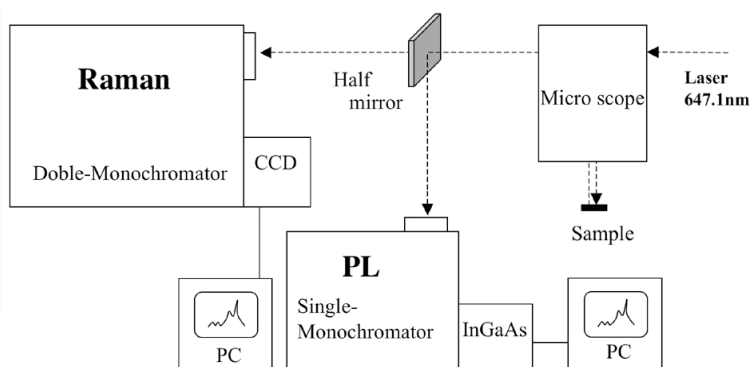 Raman
Doble-Monochromator
CCD
PC
Half
mirror
Micro scope
Laser
647.1nm
Sample
PL
Single-
Monochromator
InGaAs
PC